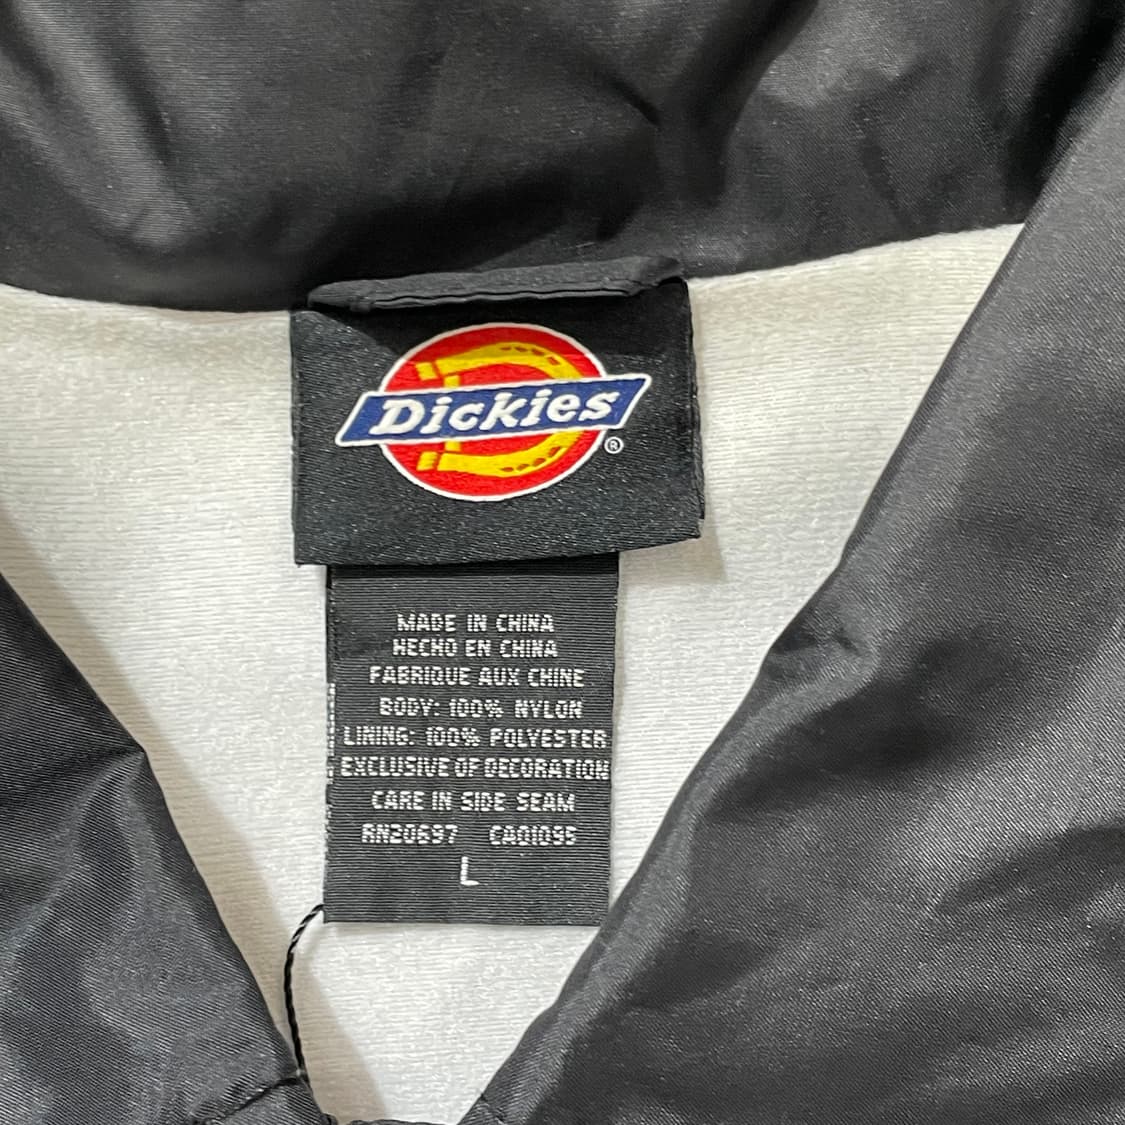 Dickies®
MADE IN CHINA
HECHO EN CHINA
FABRIQUE AUX CHINE
BODY: 100% NYLON
LINING: 100% POLYESTER
EXCLUSIVE OF DECORATION
CARE IN SIDE SEAM
RN20697 CA01095
L